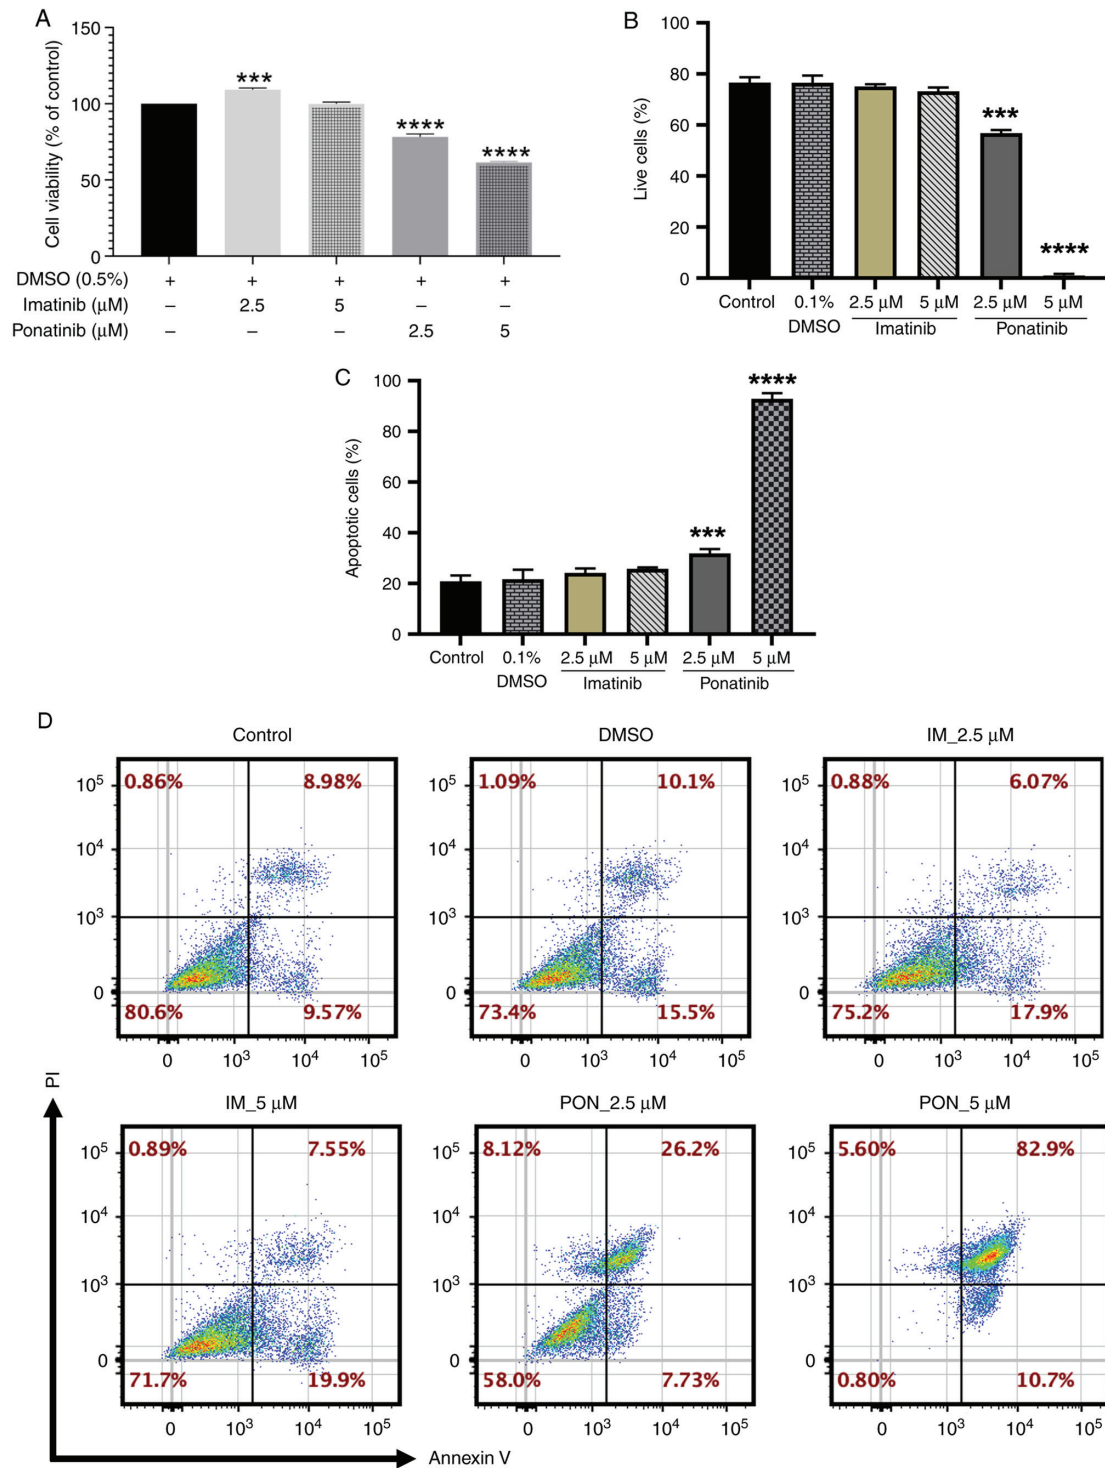 A
150
100
50
0
Cell viability (% of control)
***
****
****
DMSO (0.5%) + + + + +
Imatinib (μM) – 2.5 5 – –
Ponatinib (μM) – – – 2.5 5
B
100
80
60
40
20
0
Live cells (%)
***
****
Control 0.1% 2.5 μM 5 μM 2.5 μM 5 μM
DMSO Imatinib Ponatinib
C
100
80
60
40
20
0
Apoptotic cells (%)
***
****
Control 0.1% 2.5 μM 5 μM 2.5 μM 5 μM
DMSO Imatinib Ponatinib
D
Control
10⁵
10⁴
10³
0
0.86% 8.98%
80.6% 9.57%
0 10³ 10⁴ 10⁵
DMSO
10⁵
10⁴
10³
0
1.09% 10.1%
73.4% 15.5%
0 10³ 10⁴ 10⁵
IM_2.5 μM
10⁵
10⁴
10³
0
0.88% 6.07%
75.2% 17.9%
0 10³ 10⁴ 10⁵
IM_5 μM
10⁵
10⁴
10³
0
0.89% 7.55%
71.7% 19.9%
0 10³ 10⁴ 10⁵
PON_2.5 μM
10⁵
10⁴
10³
0
8.12% 26.2%
58.0% 7.73%
0 10³ 10⁴ 10⁵
PON_5 μM
10⁵
10⁴
10³
0
5.60% 82.9%
0.80% 10.7%
0 10³ 10⁴ 10⁵
PI
Annexin V